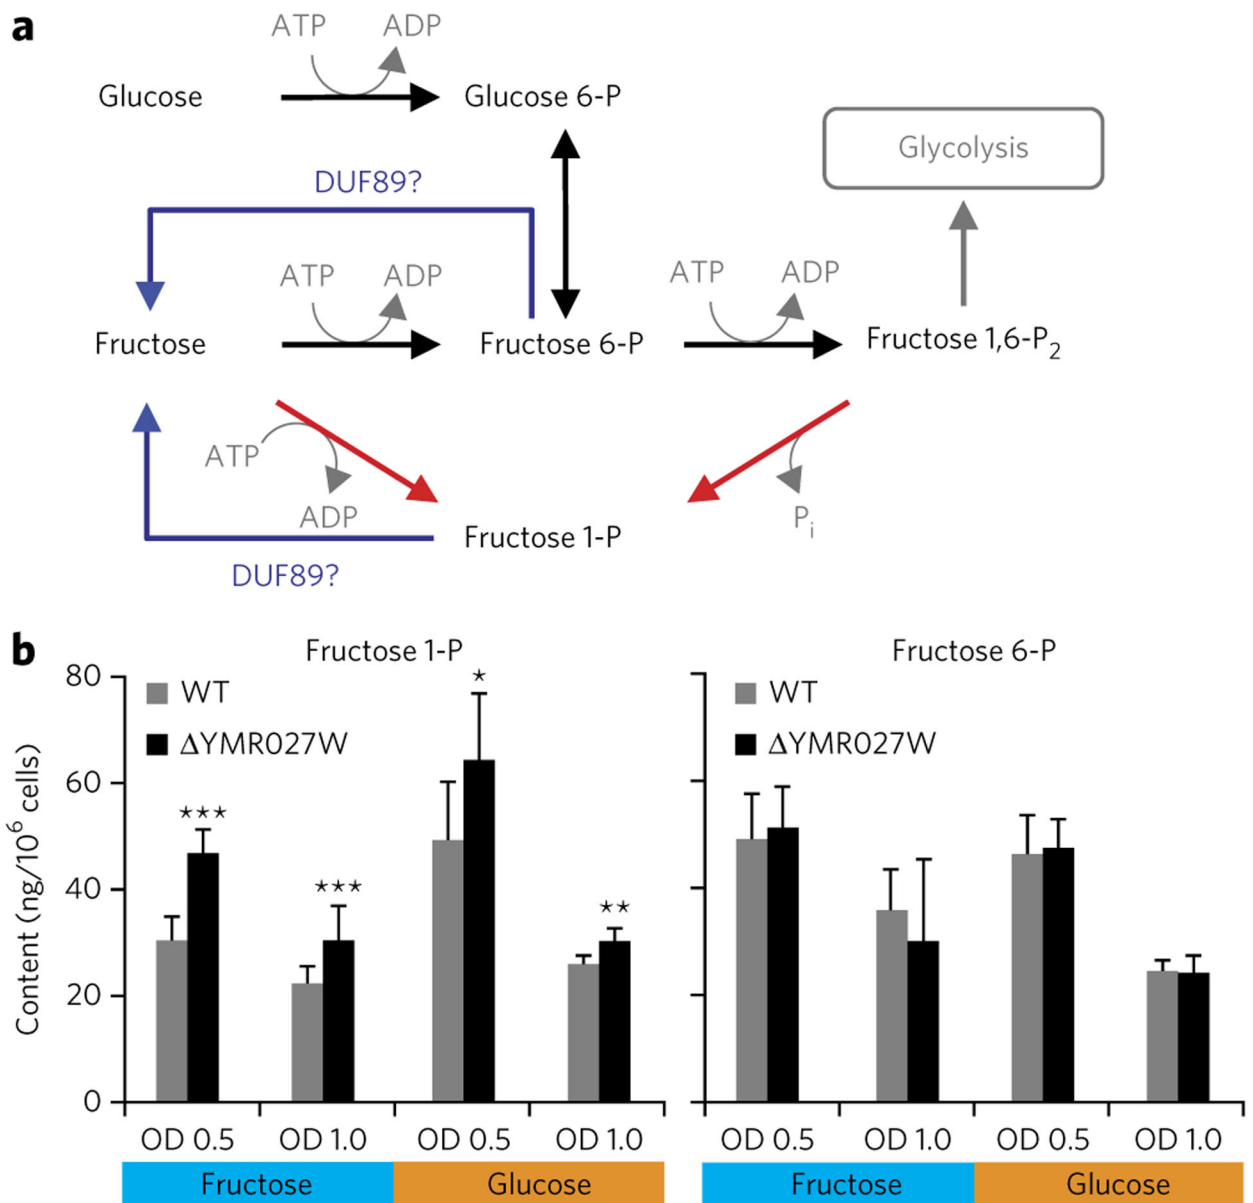 a
ATP ADP
Glucose Glucose 6-P
Glycolysis
DUF89?
ATP ADP ATP ADP
Fructose Fructose 6-P Fructose 1,6-P₂
ATP
ADP
Pᵢ
Fructose 1-P
DUF89?
b
Fructose 1-P
Content (ng/10⁶ cells)
80
60
40
20
0
WT
ΔYMR027W
***
***
*
**
OD 0.5 OD 1.0 OD 0.5 OD 1.0
Fructose Glucose
Fructose 6-P
WT
ΔYMR027W
OD 0.5 OD 1.0 OD 0.5 OD 1.0
Fructose Glucose